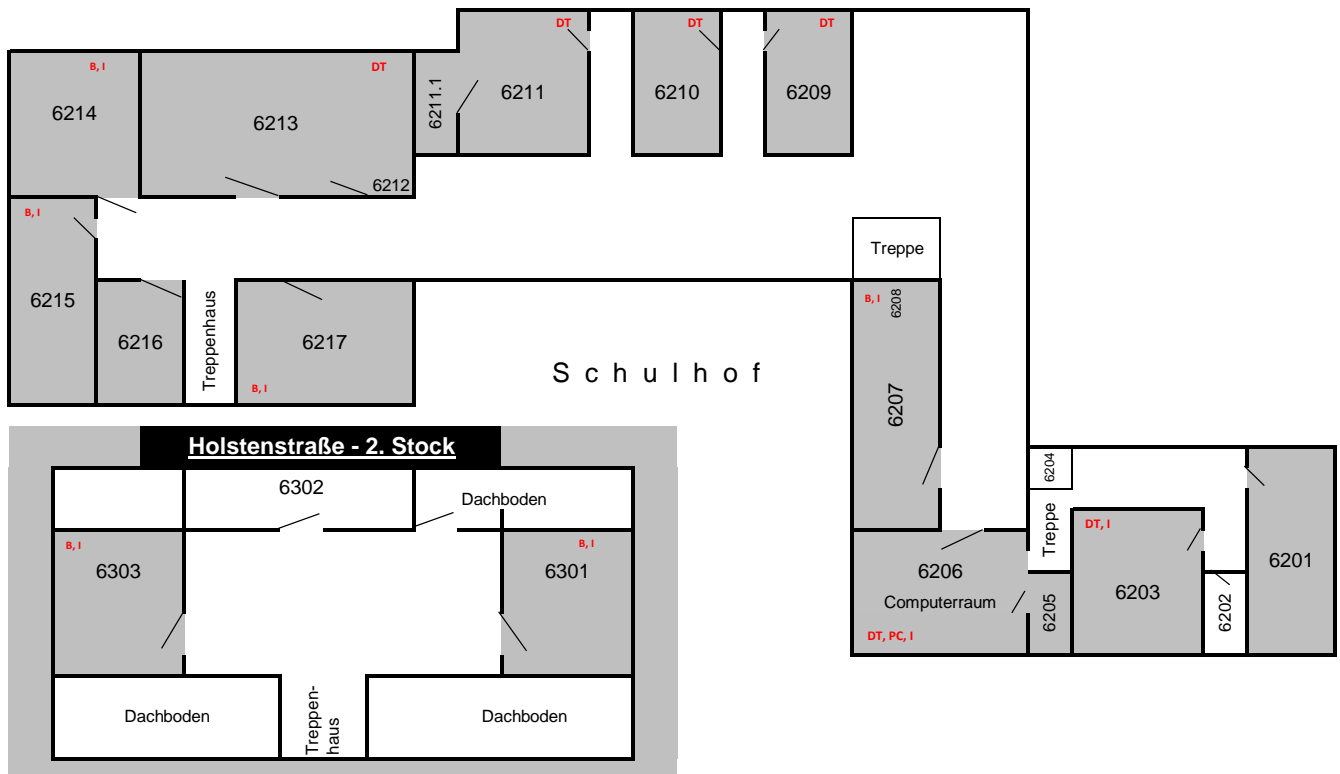 DT
DT
DT
B, I
DT
6211.1
6211
6210
6209
6214
6213
6212
B, I
Treppe
6215
6216
Treppenhaus
6217
B, I
B, I
6208
S c h u l h o f
6207
Holstenstraße - 2. Stock
6302
Dachboden
6204
B, I
B, I
6303
6301
Treppe
DT, I
6206
Computerraum
DT, PC, I
6205
6203
6202
6201
Dachboden
Treppen-
haus
Dachboden